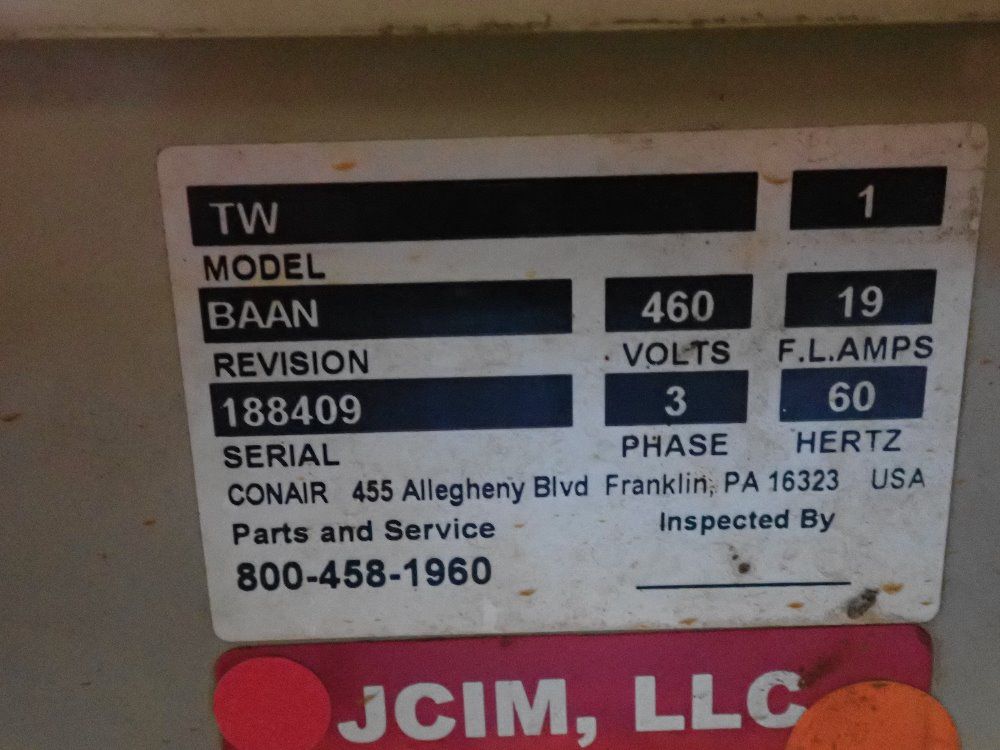 TW 1
MODEL
BAAN 460 19
REVISION VOLTS F.L.AMPS
188409 3 60
SERIAL PHASE HERTZ
CONAIR 455 Allegheny Blvd Franklin, PA 16323 USA
Parts and Service Inspected By
800-458-1960
JCIM, LLC